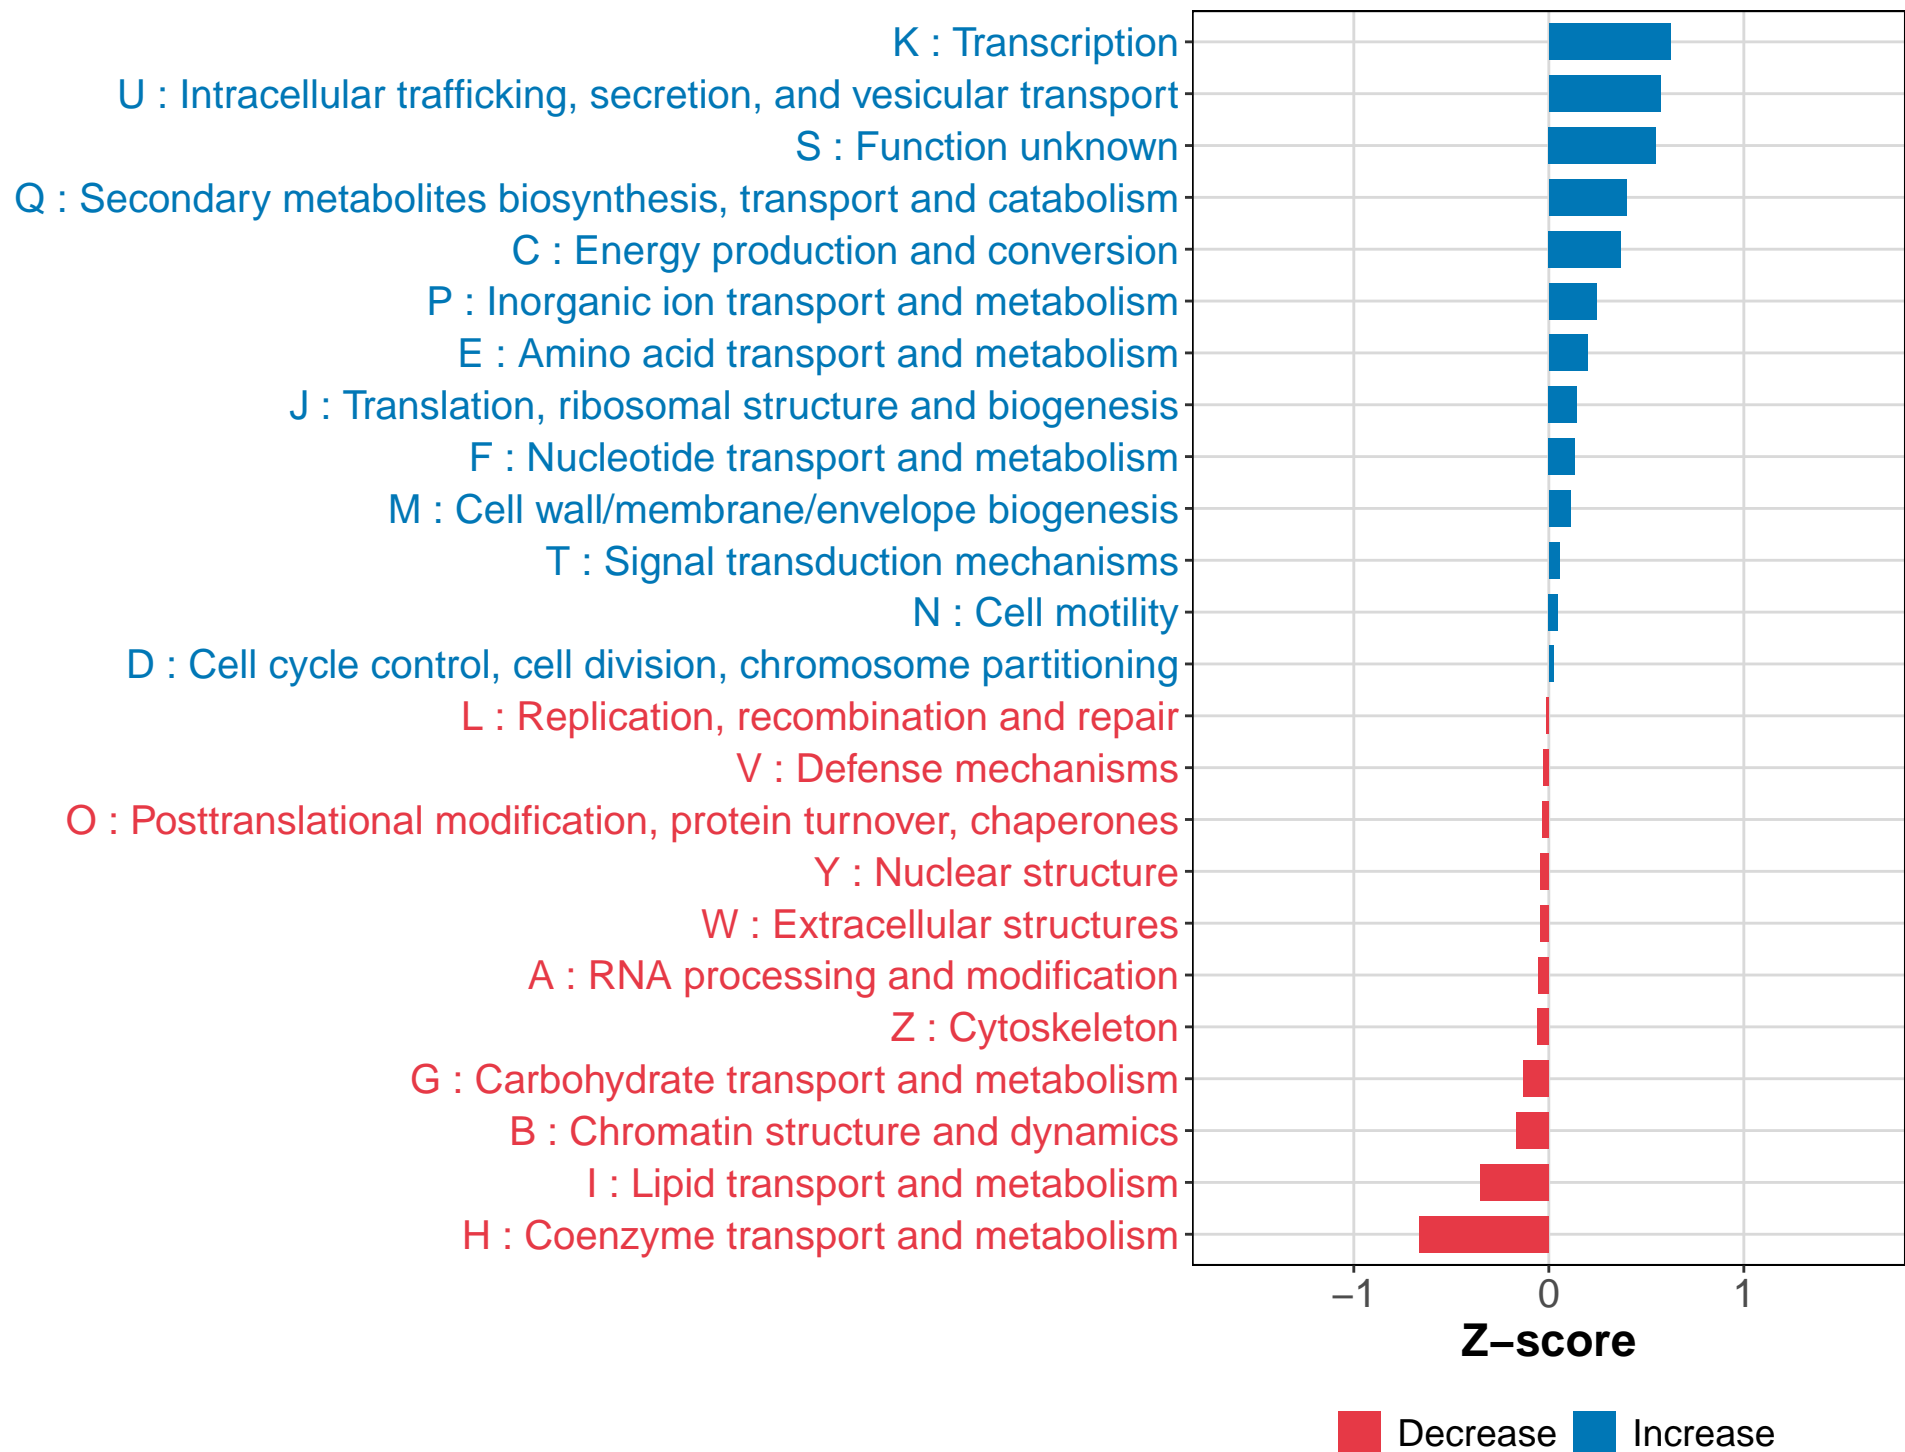 K : Transcription
U : Intracellular trafficking, secretion, and vesicular transport
S : Function unknown
Q : Secondary metabolites biosynthesis, transport and catabolism
C : Energy production and conversion
P : Inorganic ion transport and metabolism
E : Amino acid transport and metabolism
J : Translation, ribosomal structure and biogenesis
F : Nucleotide transport and metabolism
M : Cell wall/membrane/envelope biogenesis
T : Signal transduction mechanisms
N : Cell motility
D : Cell cycle control, cell division, chromosome partitioning
L : Replication, recombination and repair
V : Defense mechanisms
O : Posttranslational modification, protein turnover, chaperones
Y : Nuclear structure
W : Extracellular structures
A : RNA processing and modification
Z : Cytoskeleton
G : Carbohydrate transport and metabolism
B : Chromatin structure and dynamics
I : Lipid transport and metabolism
H : Coenzyme transport and metabolism
−1 0 1
Z−score
Decrease Increase